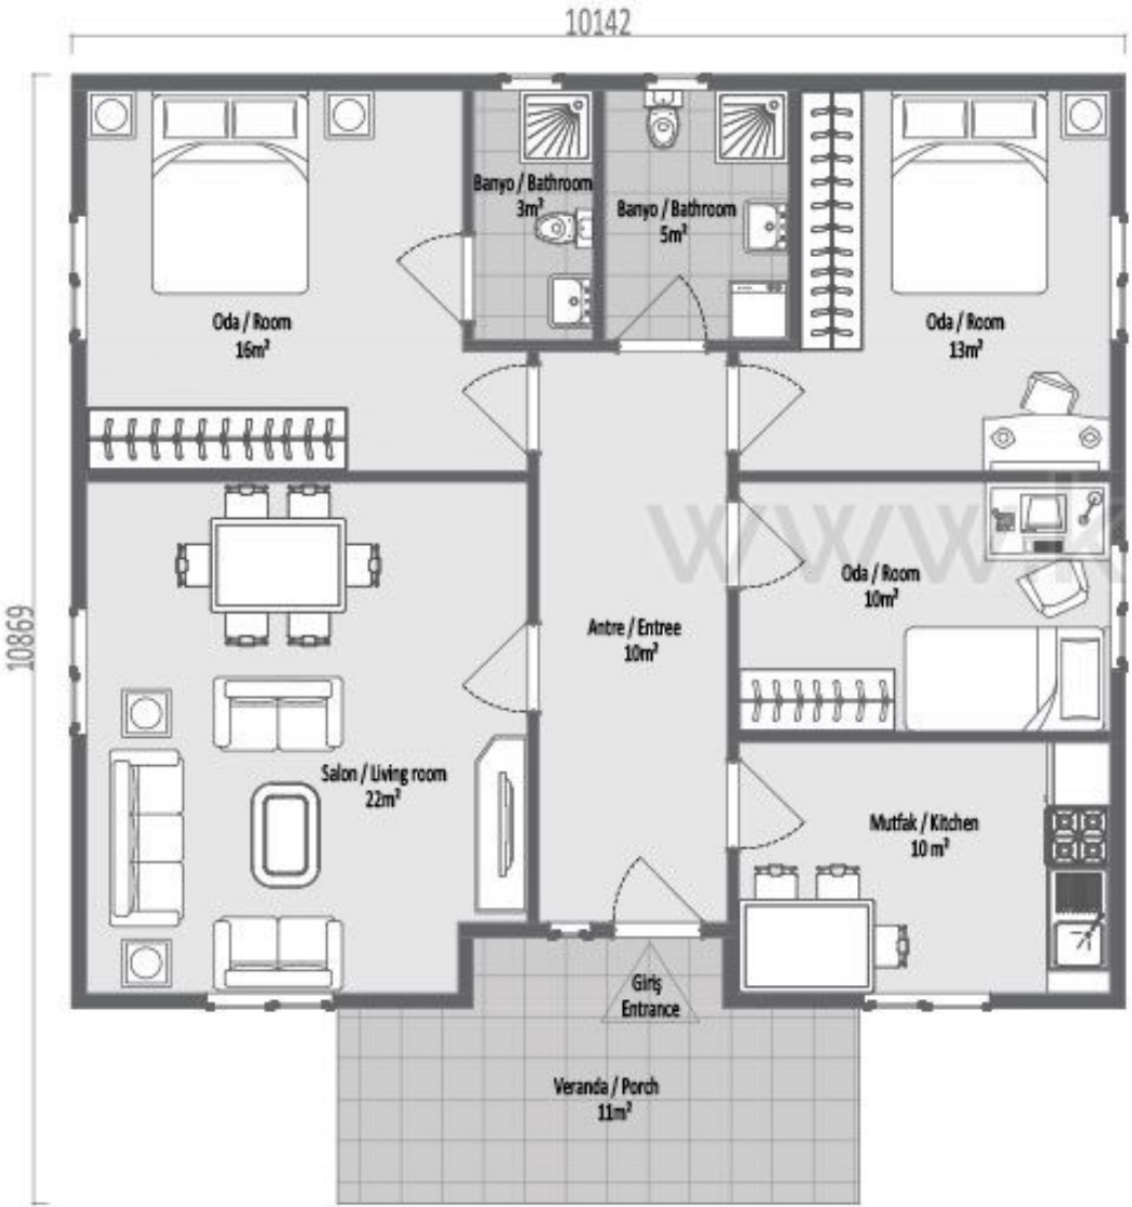 10142
10869
Banyo / Bathroom
3m²
Banyo / Bathroom
5m²
Oda / Room
16m²
Oda / Room
13m²
Oda / Room
10m²
Antre / Entree
10m²
Salon / Living room
22m²
Mutfak / Kitchen
10 m²
Giriş
Entrance
Veranda / Porch
11m²